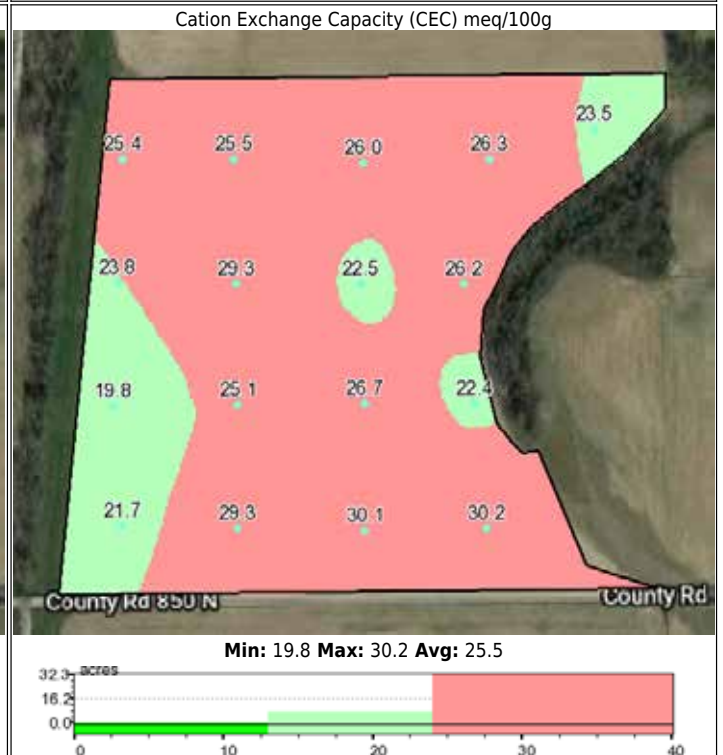 Cation Exchange Capacity (CEC) meq/100g
23.5
25.4 25.5 26.0 26.3
23.8 29.3 22.5 26.2
19.8 25.1 26.7 22.4
21.7 29.3 30.1 30.2
County Rd 850 N County Rd
Min: 19.8 Max: 30.2 Avg: 25.5
acres
32.3
16.2
0.0
0 10 20 30 40